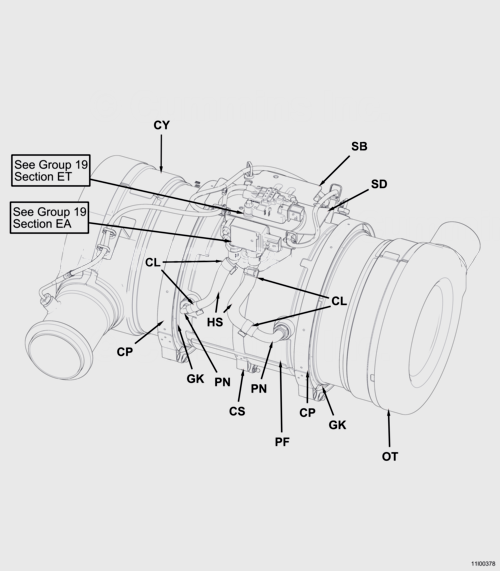 CY
SB
See Group 19
Section ET
SD
See Group 19
Section EA
CL
CL
HS
CP
GK
PN
PN
CS
CP
GK
PF
OT
11I00378